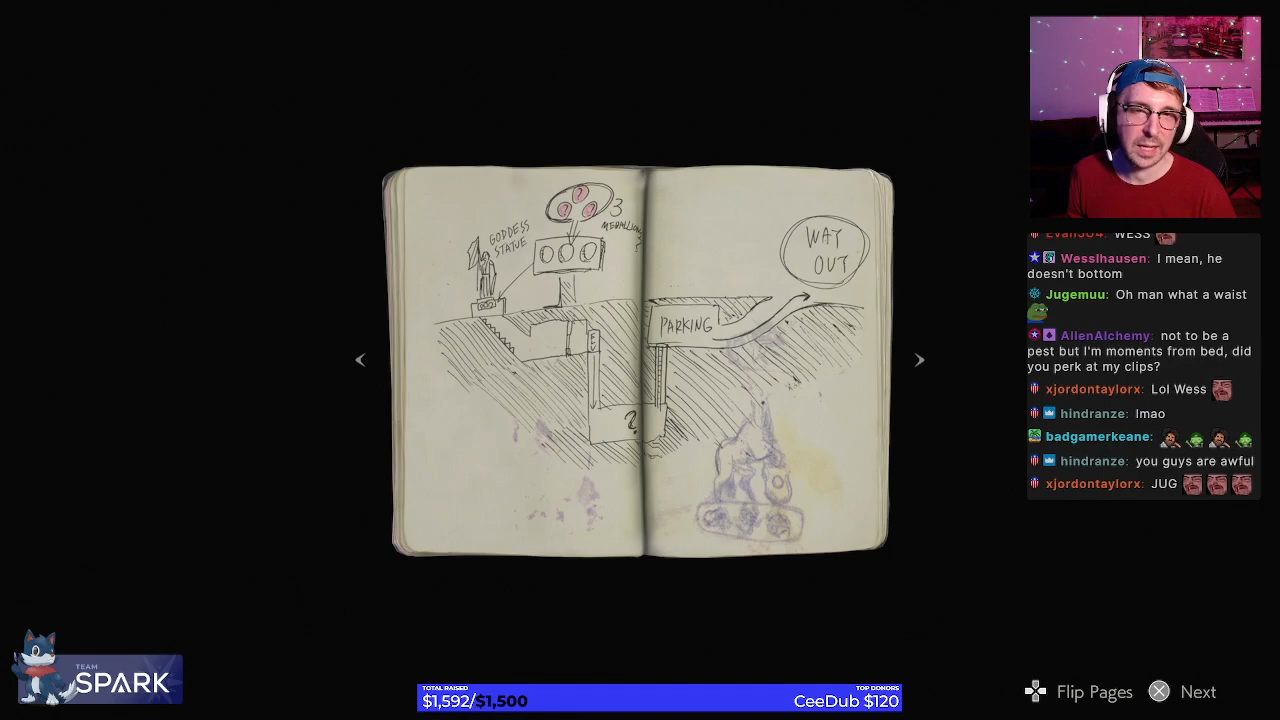 3
MEDALLIONS
?
GODDESS
STATUE
WAY
OUT
PARKING
EV
?
EvanJ04: WESS
Wesslhausen: I mean, he
doesn't bottom
Jugemuu: Oh man what a waist
AllenAlchemy: not to be a
pest but I'm moments from bed, did
you perk at my clips?
xjordontaylorx: Lol Wess
hindranze: lmao
badgamerkeane:
hindranze: you guys are awful
xjordontaylorx: JUG
TEAM
SPARK
TOTAL RAISED
$1,592/$1,500
TOP DONORS
CeeDub $120
Flip Pages
Next